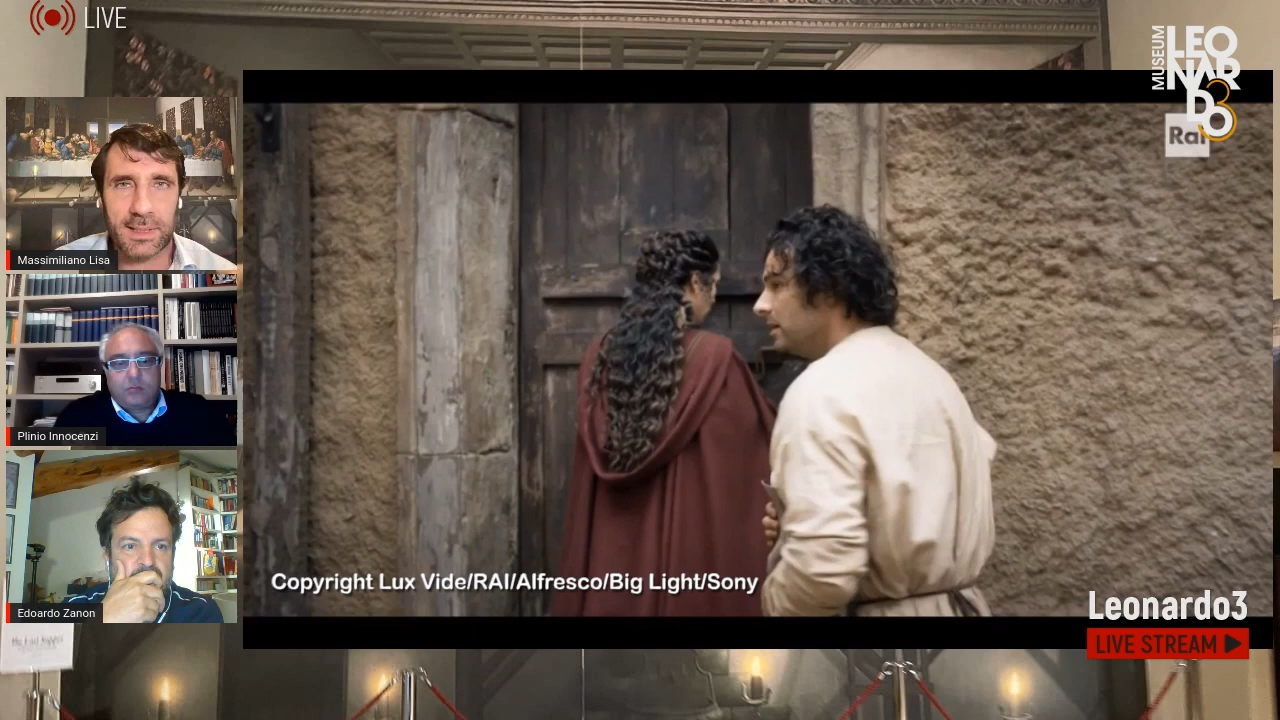 LIVE
MUSEUM
LEO
NAR
DO
3
Rai
Massimiliano Lisa
Plinio Innocenzi
Edoardo Zanon
Copyright Lux Vide/RAI/Alfresco/Big Light/Sony
Leonardo3
LIVE STREAM